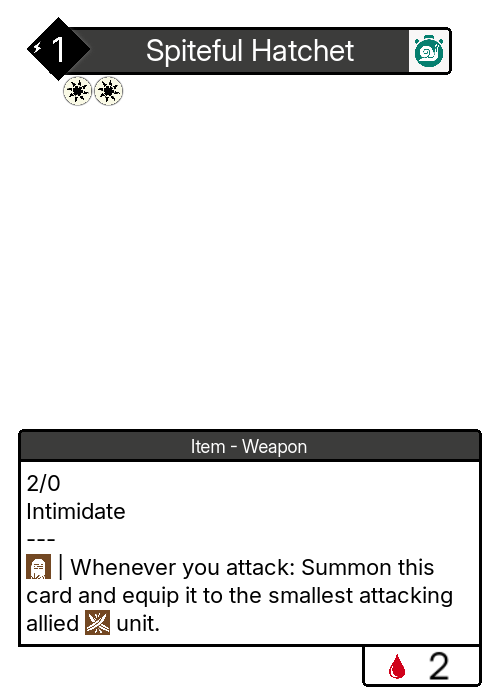 1
Spiteful Hatchet
Item - Weapon
2/0
Intimidate
---
| Whenever you attack: Summon this
card and equip it to the smallest attacking
allied unit.
2